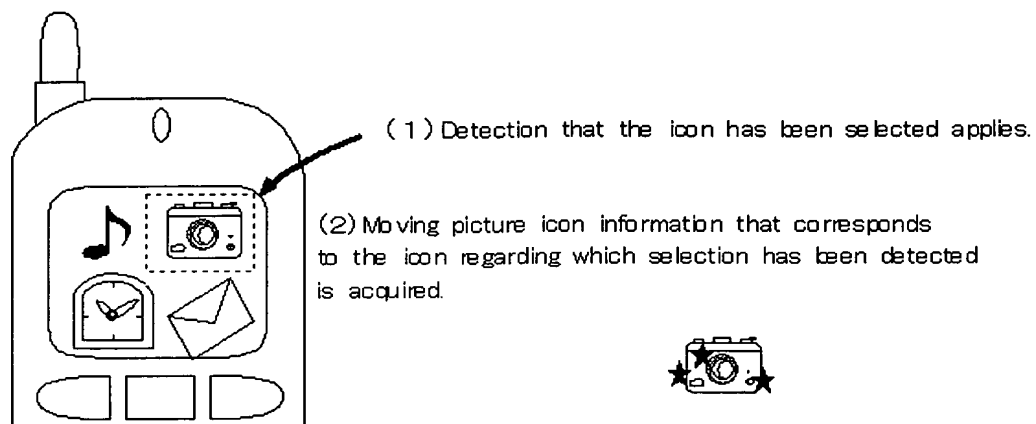 (1) Detection that the icon has been selected applies.
(2) Moving picture icon information that corresponds
to the icon regarding which selection has been detected
is acquired.